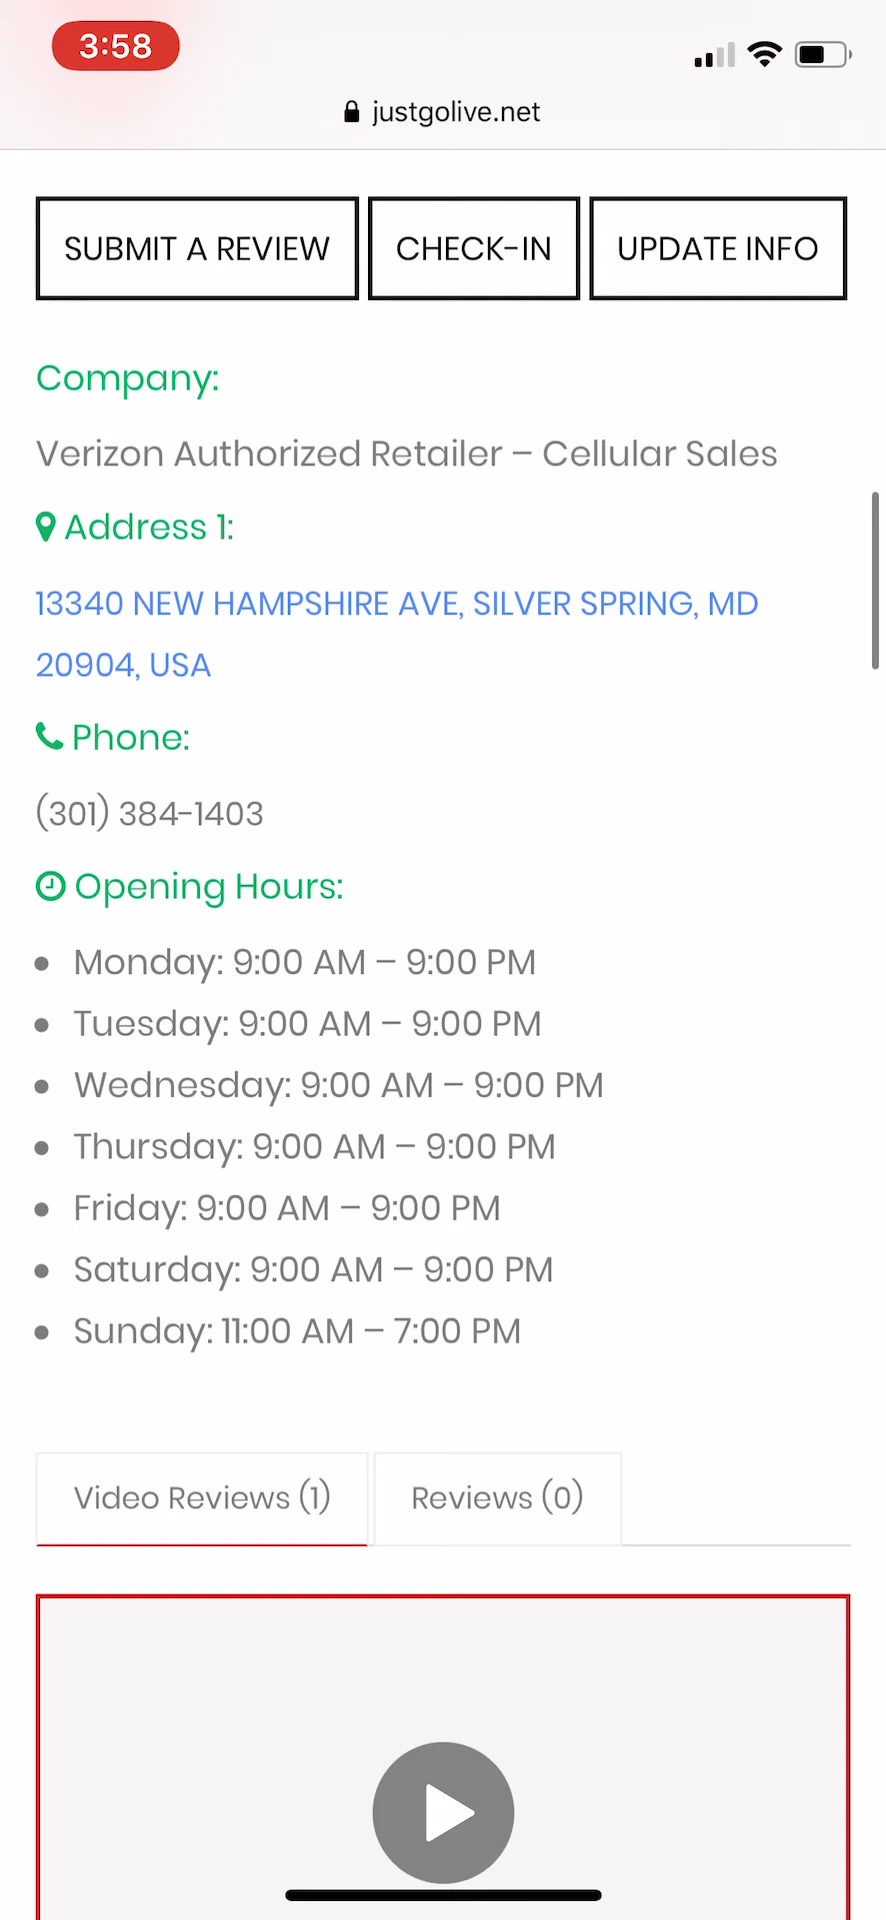 3:58
justgolive.net
SUBMIT A REVIEW
CHECK-IN
UPDATE INFO
Company:
Verizon Authorized Retailer – Cellular Sales
Address 1:
13340 NEW HAMPSHIRE AVE, SILVER SPRING, MD
20904, USA
Phone:
(301) 384-1403
Opening Hours:
Monday: 9:00 AM – 9:00 PM
Tuesday: 9:00 AM – 9:00 PM
Wednesday: 9:00 AM – 9:00 PM
Thursday: 9:00 AM – 9:00 PM
Friday: 9:00 AM – 9:00 PM
Saturday: 9:00 AM – 9:00 PM
Sunday: 11:00 AM – 7:00 PM
Video Reviews (1)
Reviews (0)